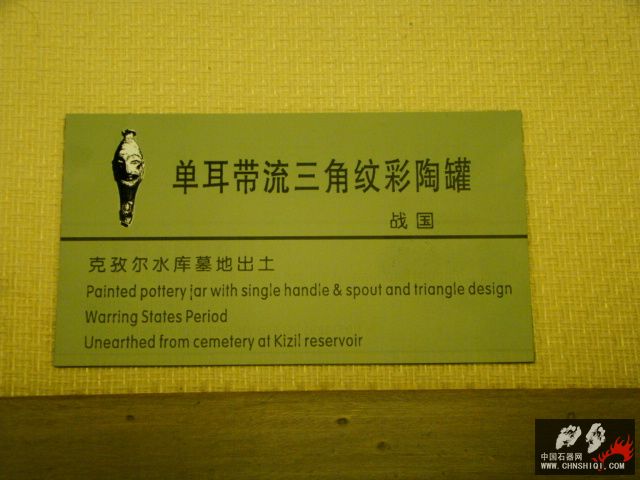 单耳带流三角纹彩陶罐
战国
克孜尔水库墓地出土
Painted pottery jar with single handle & spout and triangle design
Warring States Period
Unearthed from cemetery at Kizil reservoir
中国石器网
WWW.CHNSHIQI.COM